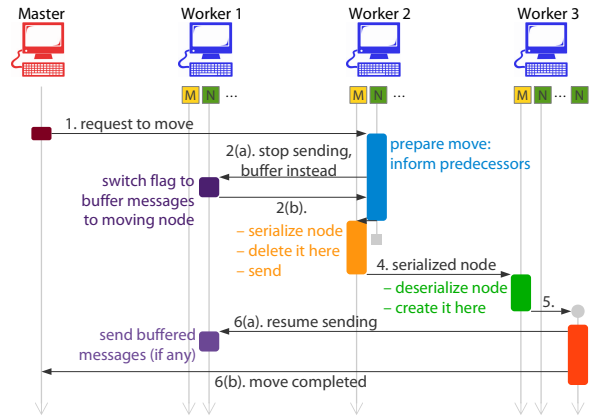 Master Worker 1 Worker 2 Worker 3
M N ... M N ... M N ... N
1. request to move
prepare move:
inform predecessors
2(a). stop sending,
buffer instead
switch flag to
buffer messages
to moving node
2(b).
– serialize node
– delete it here
– send
4. serialized node
– deserialize node
– create it here
5.
6(a). resume sending
send buffered
messages (if any)
6(b). move completed